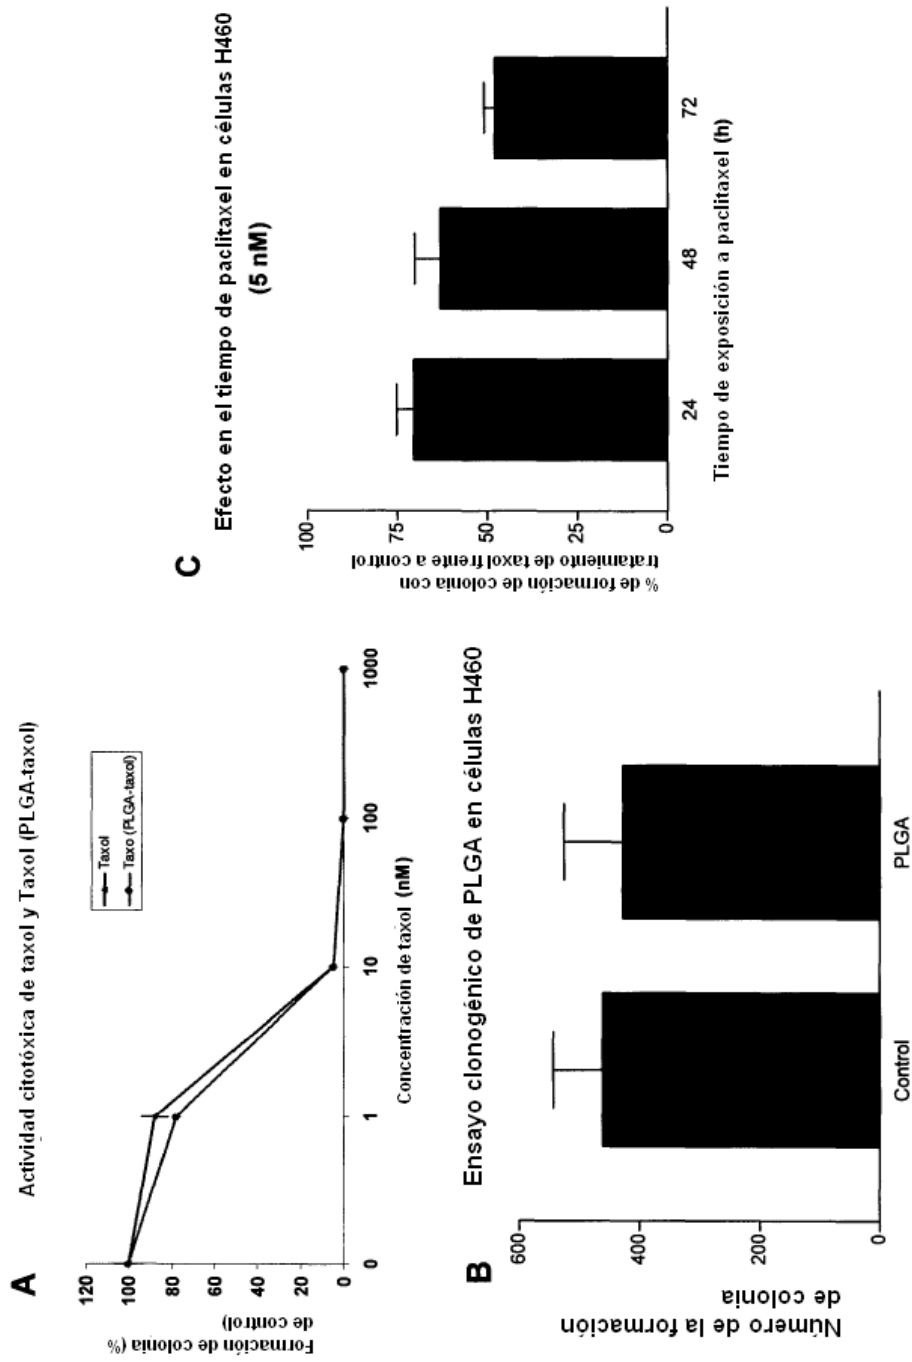 A
Actividad citotóxica de taxol y Taxol (PLGA-taxol)
Taxol
Taxo (PLGA-taxol)
120
100
80
60
40
20
0
Formación de colonia (%
de control)
0
1
10
100
1000
Concentración de taxol (nM)
B
Ensayo clonogénico de PLGA en células H460
600
400
200
0
Número de la formación
de colonia
Control
PLGA
C
Efecto en el tiempo de paclitaxel en células H460
(5 nM)
100
75
50
25
0
% de formación de colonia con
tratamiento de taxol frente a control
24
48
72
Tiempo de exposición a paclitaxel (h)